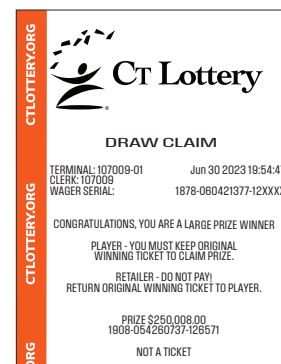 CTLOTTERY.ORG
CT Lottery
DRAW CLAIM
TERMINAL: 107009-01 Jun 30 2023 19:54:4
CLERK: 107009
WAGER SERIAL: 1878-060421377-12XXX
CONGRATULATIONS, YOU ARE A LARGE PRIZE WINNER
PLAYER - YOU MUST KEEP ORIGINAL
WINNING TICKET TO CLAIM PRIZE.
RETAILER - DO NOT PAY!
RETURN ORIGINAL WINNING TICKET TO PLAYER.
PRIZE $250,008.00
1908-054260737-126571
NOT A TICKET
CTLOTTERY.ORG
RG